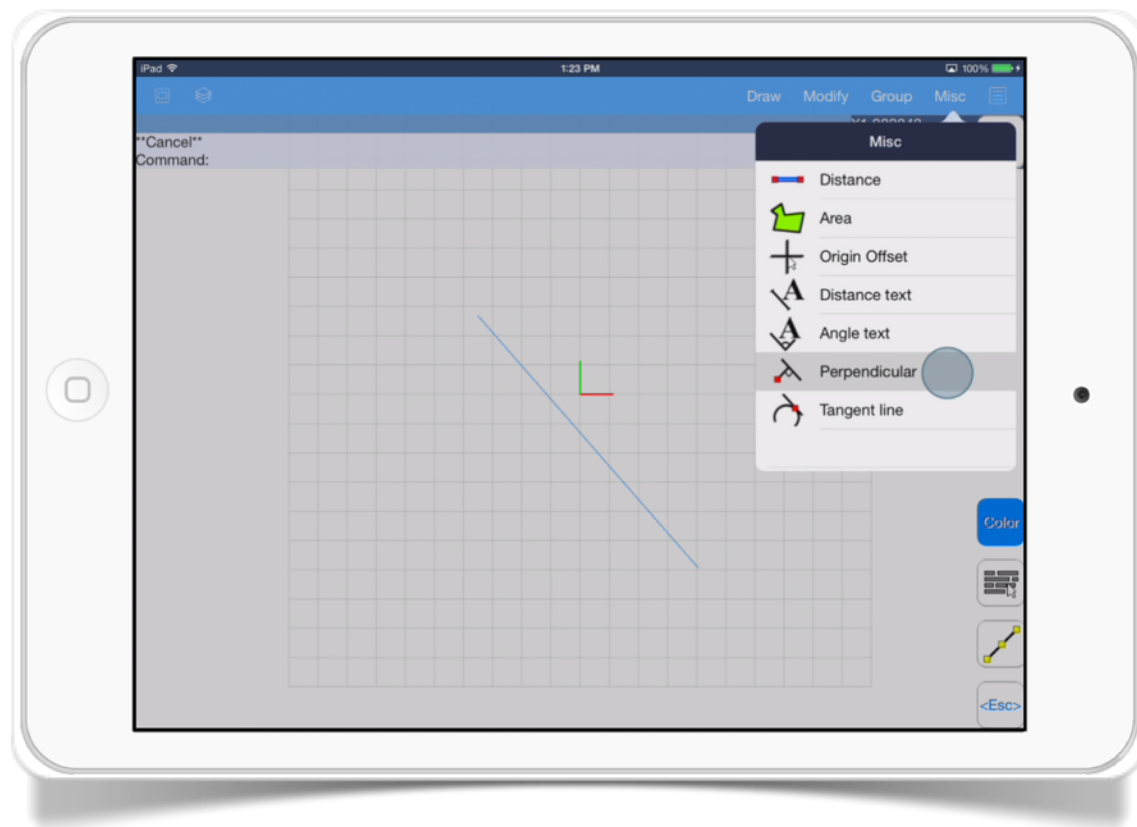 iPad 1:23 PM 100%
Draw Modify Group Misc
**Cancel**
Command:
Misc
Distance
Area
Origin Offset
A Distance text
A Angle text
Perpendicular
Tangent line
Color
<Esc>